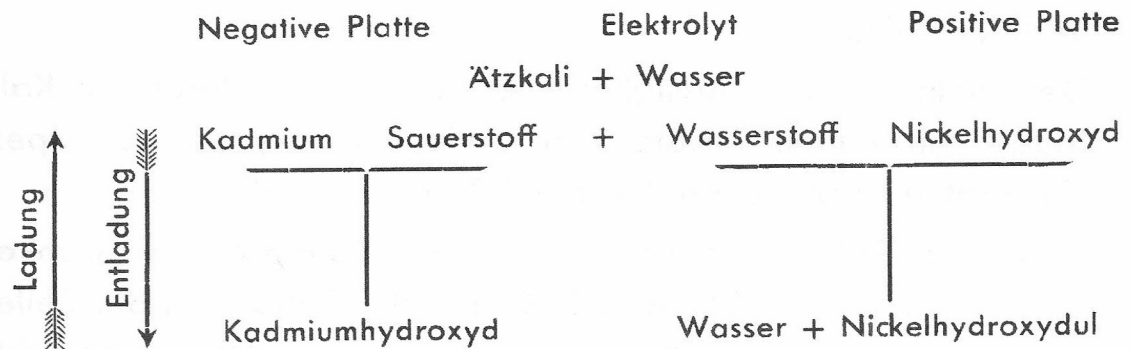 Negative Platte Elektrolyt Positive Platte
Ätzkali + Wasser
Kadmium Sauerstoff + Wasserstoff Nickelhydroxyd
Ladung
Entladung
Kadmiumhydroxyd Wasser + Nickelhydroxydul